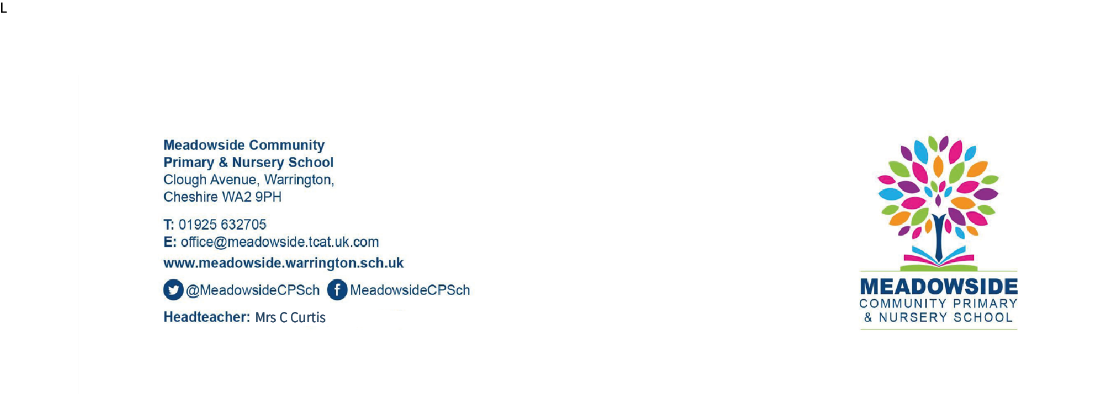 L
Meadowside Community
Primary & Nursery School
Clough Avenue, Warrington,
Cheshire WA2 9PH
T: 01925 632705
E: office@meadowside.tcat.uk.com
www.meadowside.warrington.sch.uk
@MeadowsideCPSch MeadowsideCPSch
Headteacher: Mrs C Curtis
MEADOWSIDE
COMMUNITY PRIMARY
& NURSERY SCHOOL